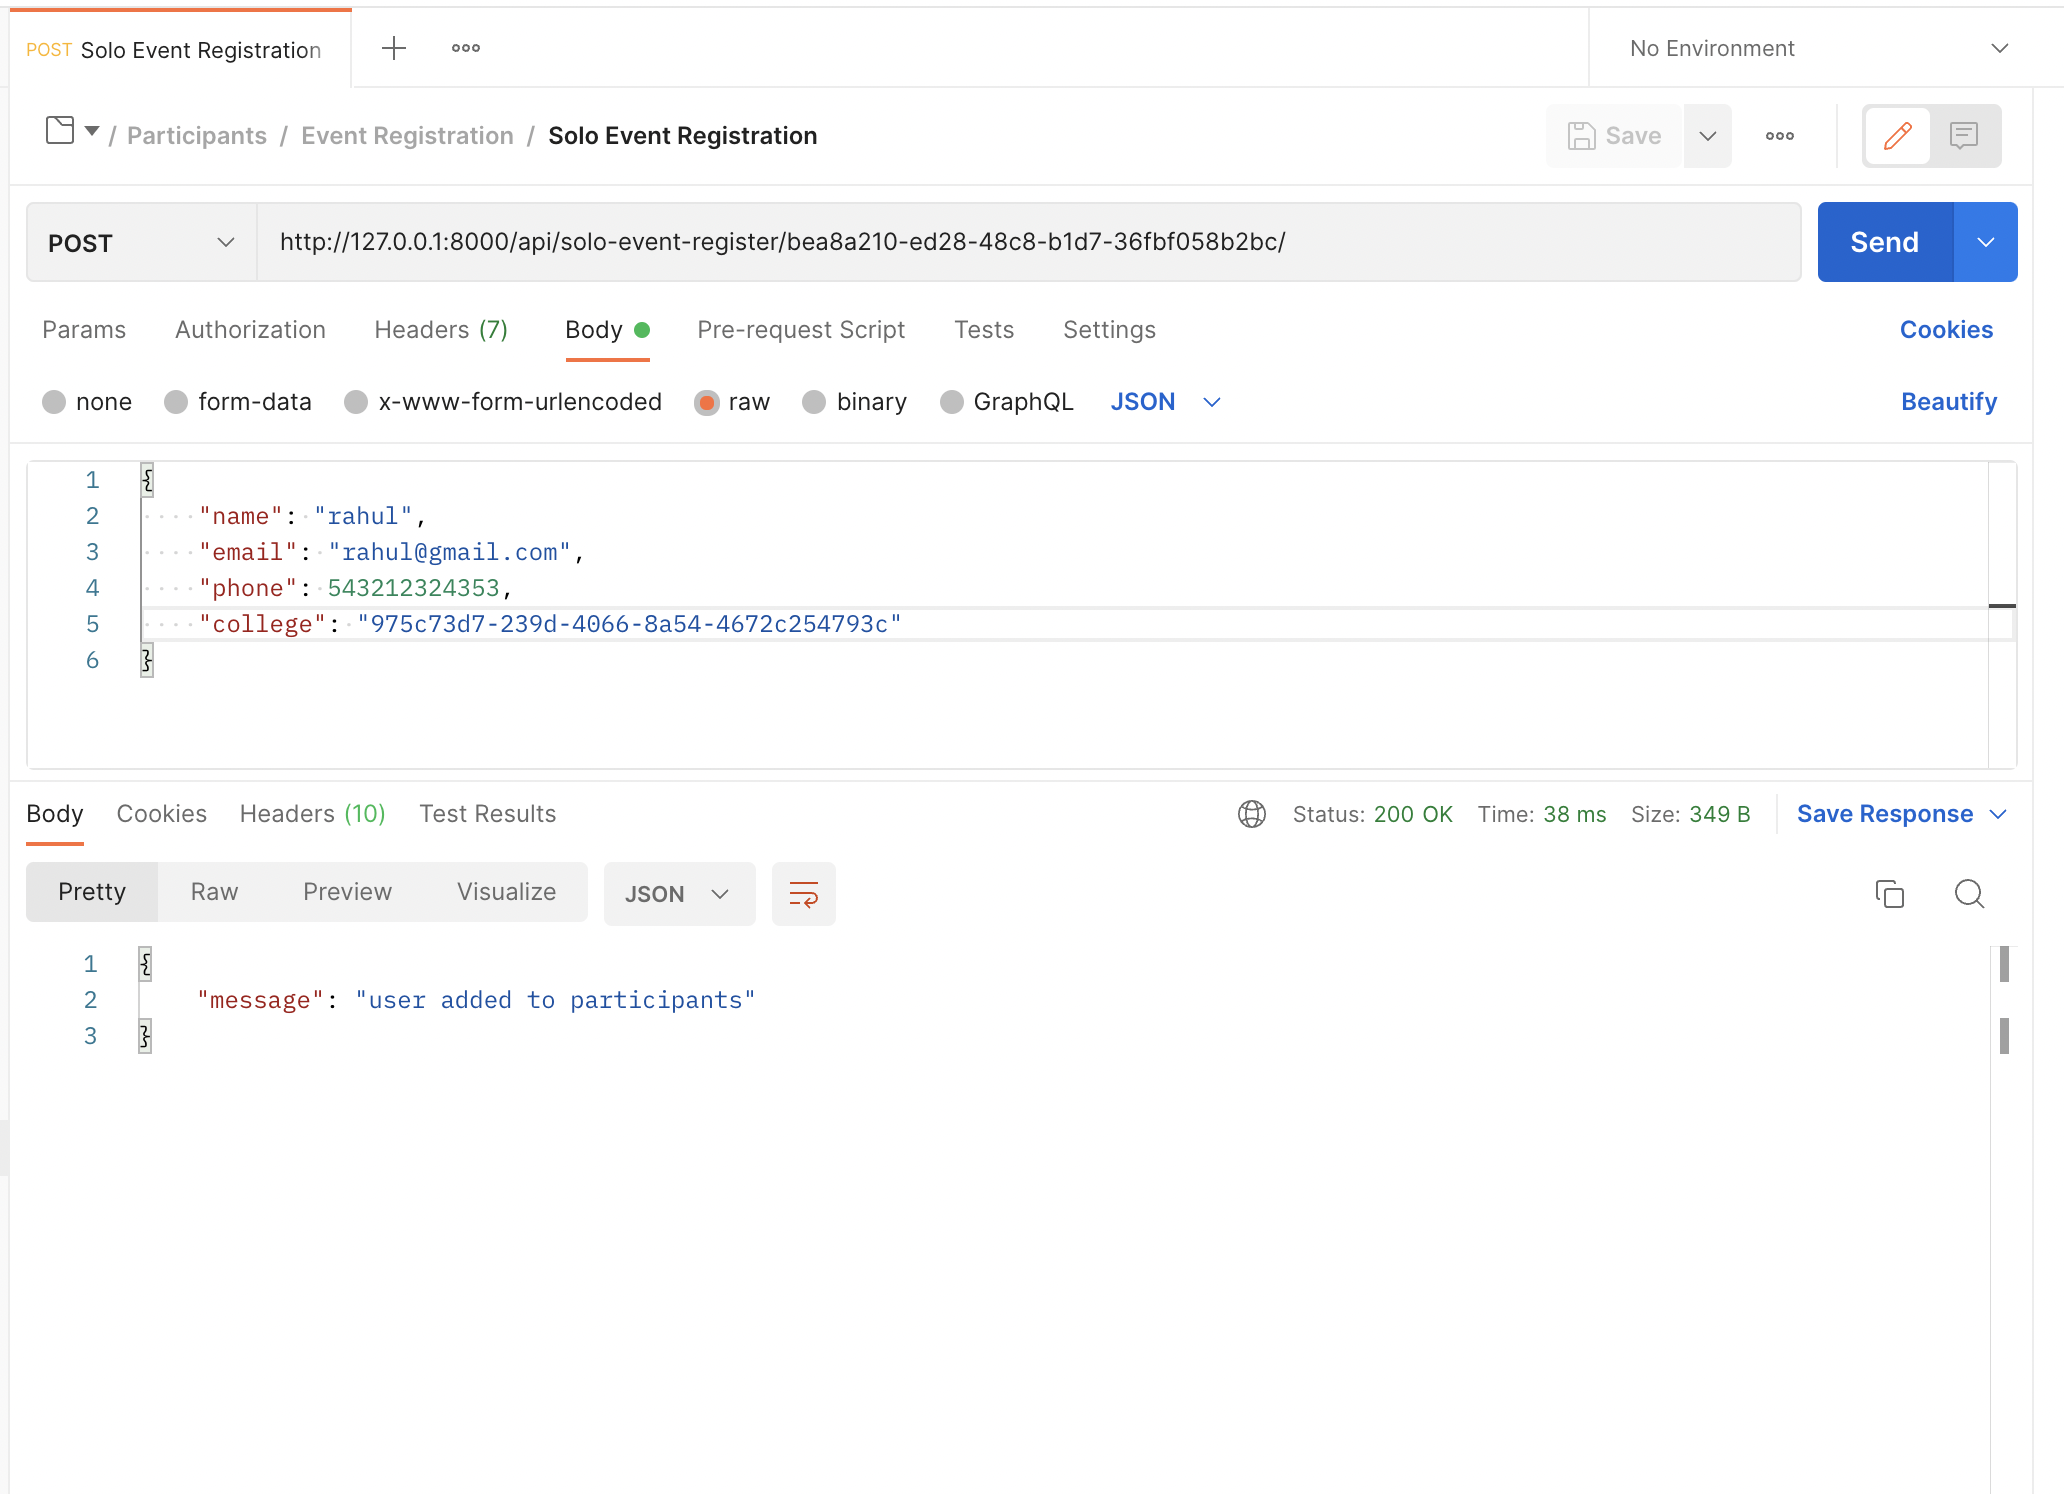 POST Solo Event Registration
No Environment
/ Participants / Event Registration / Solo Event Registration
Save
POST
http://127.0.0.1:8000/api/solo-event-register/bea8a210-ed28-48c8-b1d7-36fbf058b2bc/
Send
Params Authorization Headers (7) Body Pre-request Script Tests Settings Cookies
none form-data x-www-form-urlencoded raw binary GraphQL JSON Beautify
1 {
2 "name": "rahul",
3 "email": "rahul@gmail.com",
4 "phone": 543212324353,
5 "college": "975c73d7-239d-4066-8a54-4672c254793c"
6 }
Body Cookies Headers (10) Test Results Status: 200 OK Time: 38 ms Size: 349 B Save Response
Pretty Raw Preview Visualize JSON
1 {
2 "message": "user added to participants"
3 }